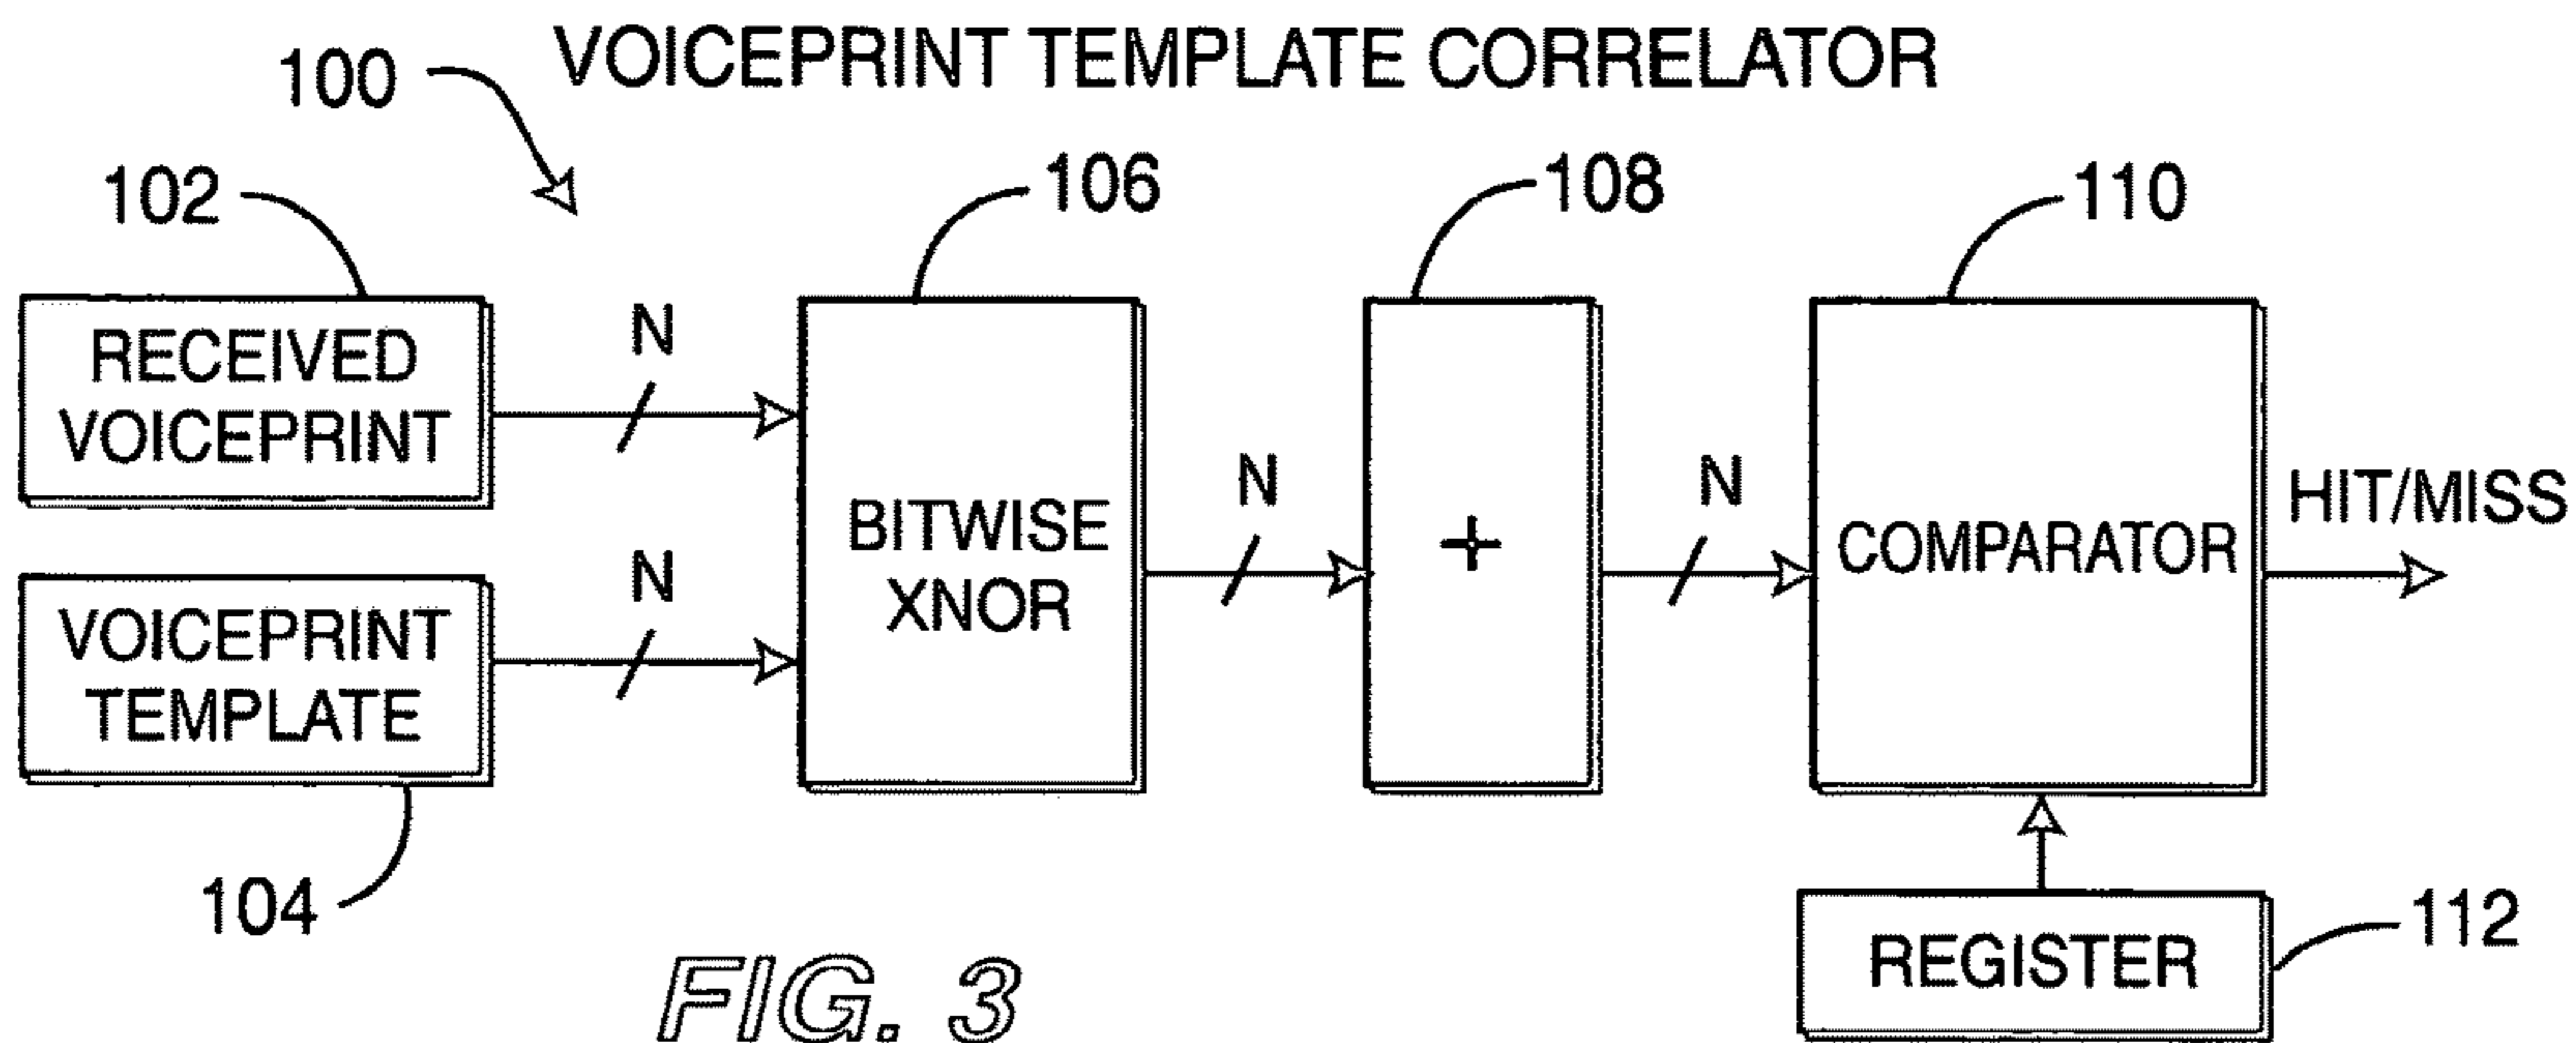 VOICEPRINT TEMPLATE CORRELATOR
100
102
106
108
110
RECEIVED
VOICEPRINT
N
VOICEPRINT
TEMPLATE
N
104
BITWISE
XNOR
N
+
N
COMPARATOR
HIT/MISS
REGISTER
112
FIG. 3